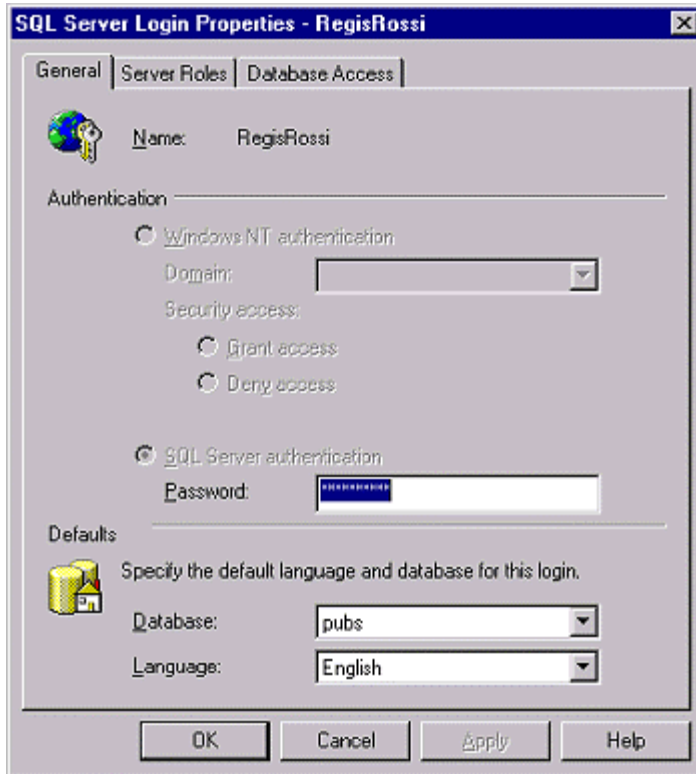 SQL Server Login Properties - RegisRossi
General Server Roles Database Access
Name: RegisRossi
Authentication
Windows NT authentication
Domain:
Security access:
Grant access
Deny access
SQL Server authentication
Password: **********
Defaults
Specify the default language and database for this login.
Database: pubs
Language: English
OK Cancel Apply Help